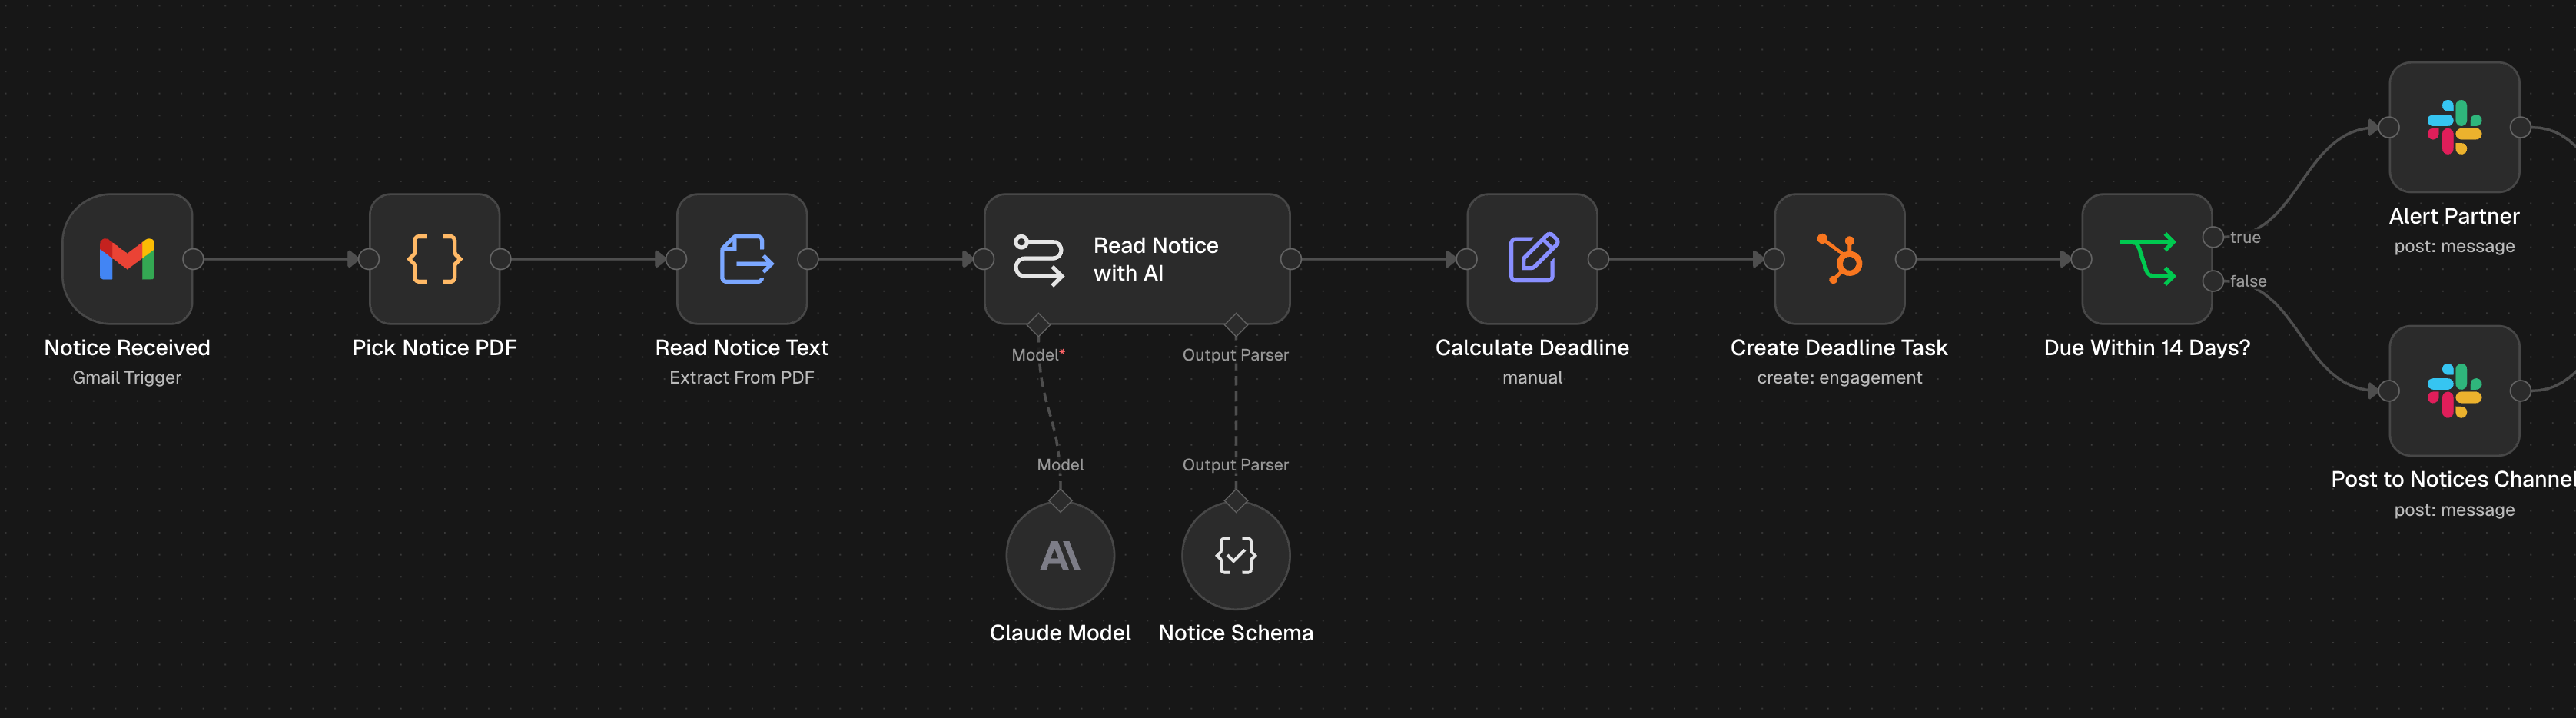 Notice Received
Gmail Trigger
Pick Notice PDF
Read Notice Text
Extract From PDF
Read Notice
with AI
Model*
Output Parser
Model
Output Parser
Claude Model
Notice Schema
Calculate Deadline
manual
Create Deadline Task
create: engagement
Due Within 14 Days?
true
false
Alert Partner
post: message
Post to Notices Channel
post: message